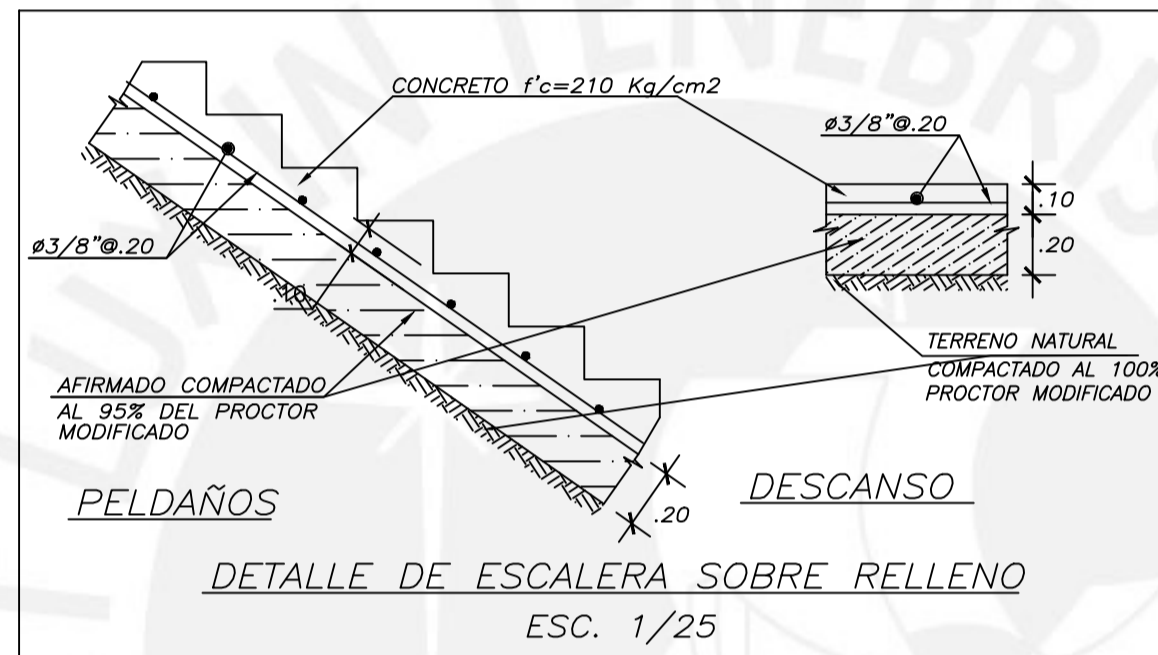 CONCRETO f'c=210 Kg/cm2
ø3/8"@.20
.10
.20
ø3/8"@.20
.10
TERRENO NATURAL
COMPACTADO AL 100%
PROCTOR MODIFICADO
AFIRMADO COMPACTADO
AL 95% DEL PROCTOR
MODIFICADO
PELDAÑOS
DESCANSO
.20
DETALLE DE ESCALERA SOBRE RELLENO
ESC. 1/25
TENEBRIS